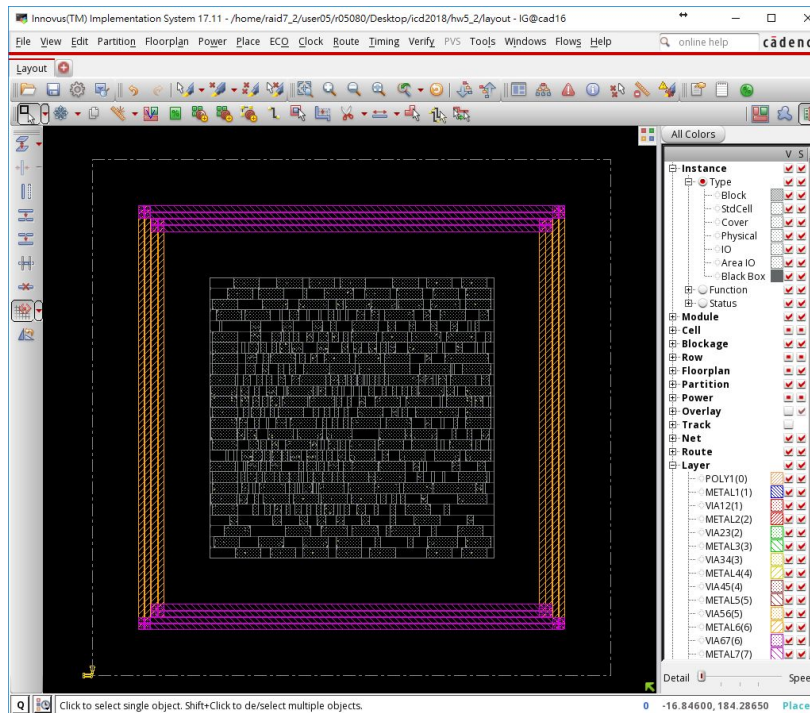 Innovus(TM) Implementation System 17.11 - /home/raid7_2/user05/r05080/Desktop/icd2018/hw5_2/layout - IG@cad16
File View Edit Partition Floorplan Power Place ECO Clock Route Timing Verify PVS Tools Windows Flows Help online help cādenc
Layout
All Colors
V S
Instance
Type
Block
StdCell
Cover
Physical
IO
Area IO
Black Box
Function
Status
Module
Cell
Blockage
Row
Floorplan
Partition
Power
Overlay
Track
Net
Route
Layer
POLY1(0)
METAL1(1)
VIA12(1)
METAL2(2)
VIA23(2)
METAL3(3)
VIA34(3)
METAL4(4)
VIA45(4)
METAL5(5)
VIA56(5)
METAL6(6)
VIA67(6)
METAL7(7)
Detail Spee
Q Click to select single object. Shift+Click to de/select multiple objects. 0 -16.84600, 184.28650 Place